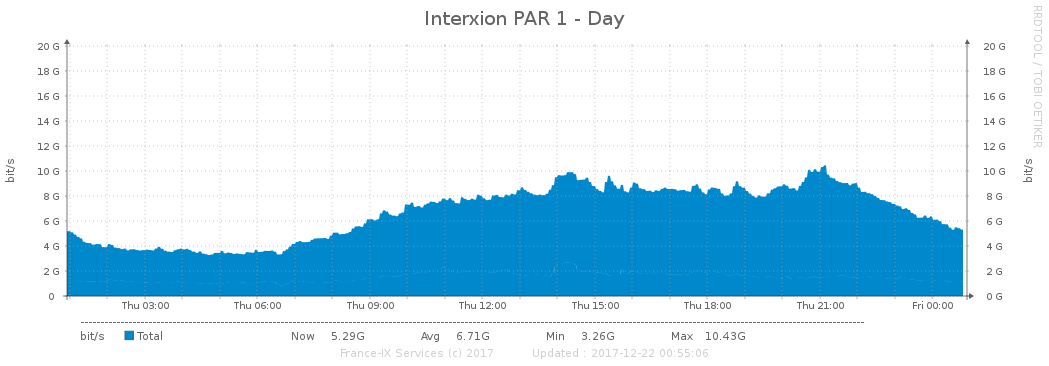 Interxion PAR 1 - Day
RRDTOOL / TOBI OETIKER
bit/s
bit/s
20 G 20 G
18 G 18 G
16 G 16 G
14 G 14 G
12 G 12 G
10 G 10 G
8 G 8 G
6 G 6 G
4 G 4 G
2 G 2 G
0 0 G
Thu 03:00 Thu 06:00 Thu 09:00 Thu 12:00 Thu 15:00 Thu 18:00 Thu 21:00 Fri 00:00
bit/s Total Now 5.29G Avg 6.71G Min 3.26G Max 10.43G
France-IX Services (c) 2017 Updated : 2017-12-22 00:55:06